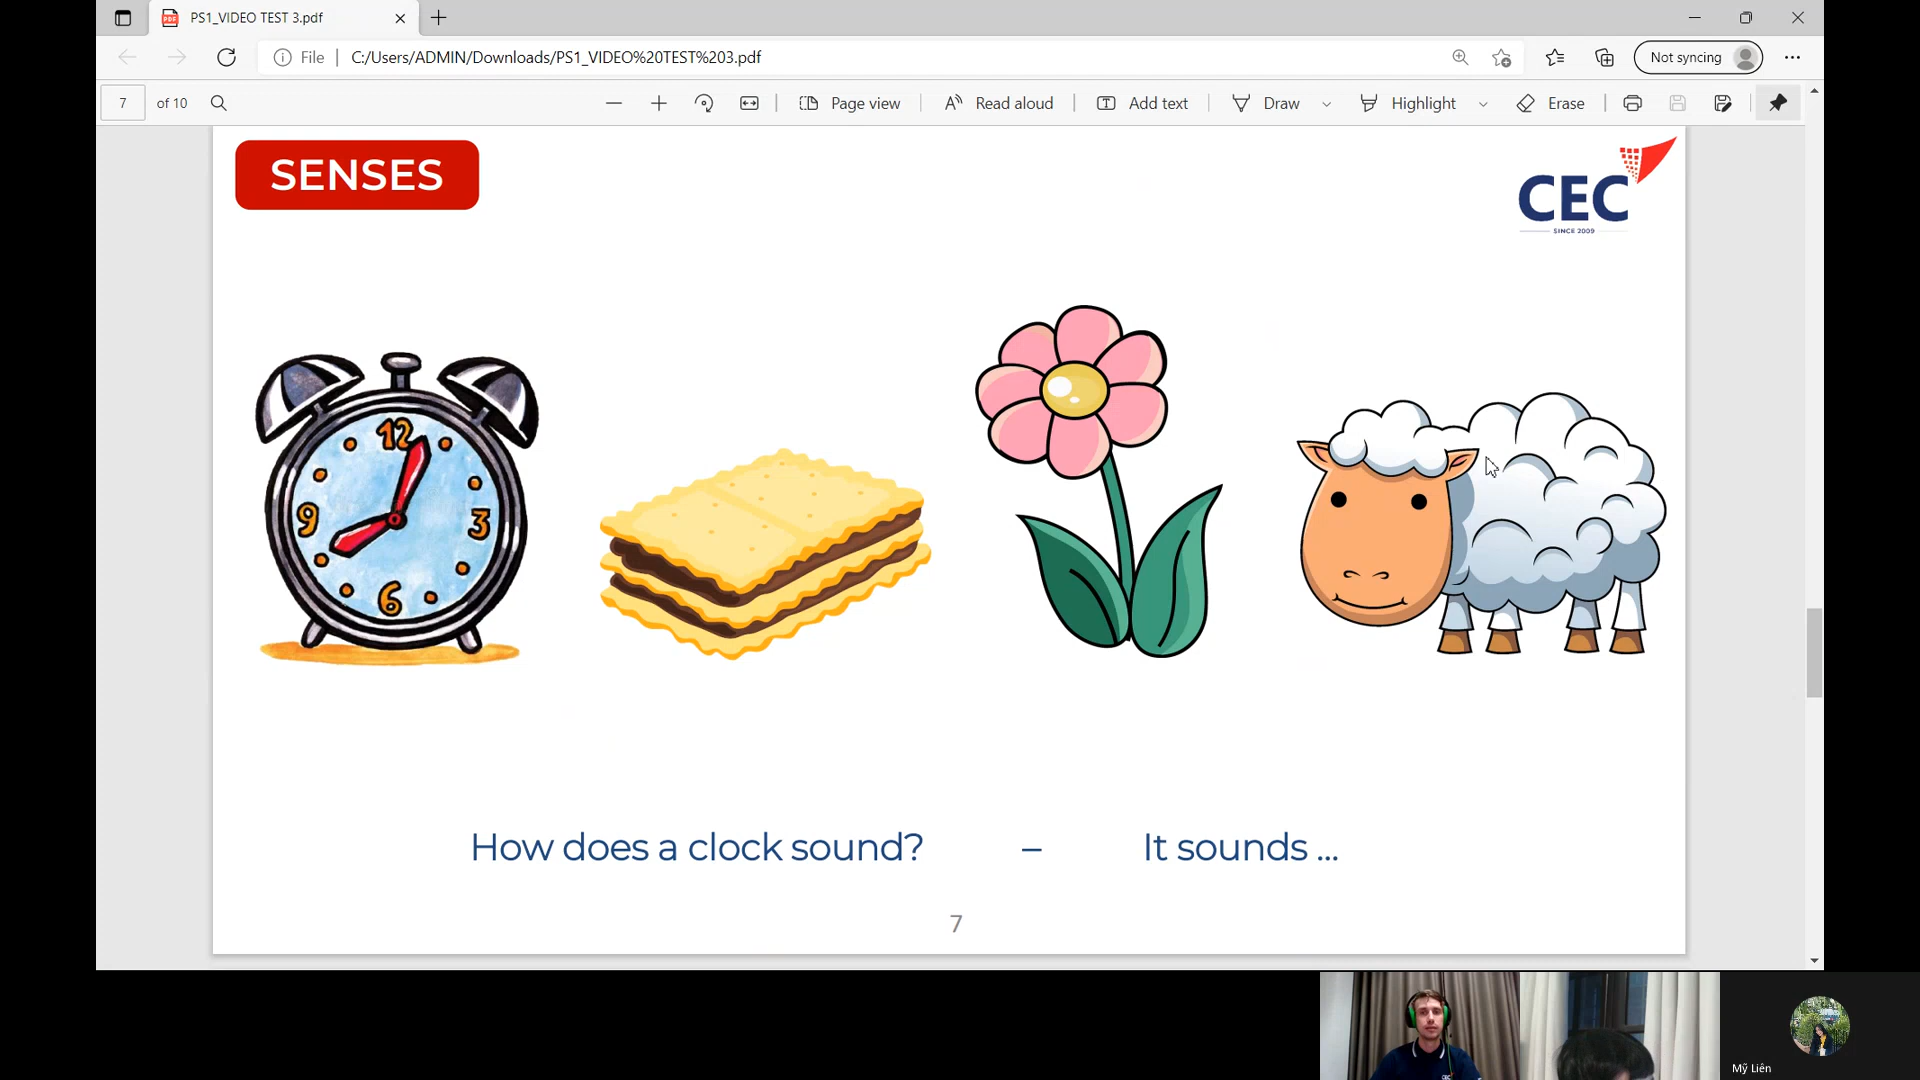 PS1_VIDEO TEST 3.pdf
File
C:/Users/ADMIN/Downloads/PS1_VIDEO%20TEST%203.pdf
Not syncing
7 of 10
Page view
Read aloud
Add text
Draw
Highlight
Erase
SENSES
CEC
SINCE 2009
12
9
3
6
How does a clock sound? – It sounds ...
7
Mỹ Liên